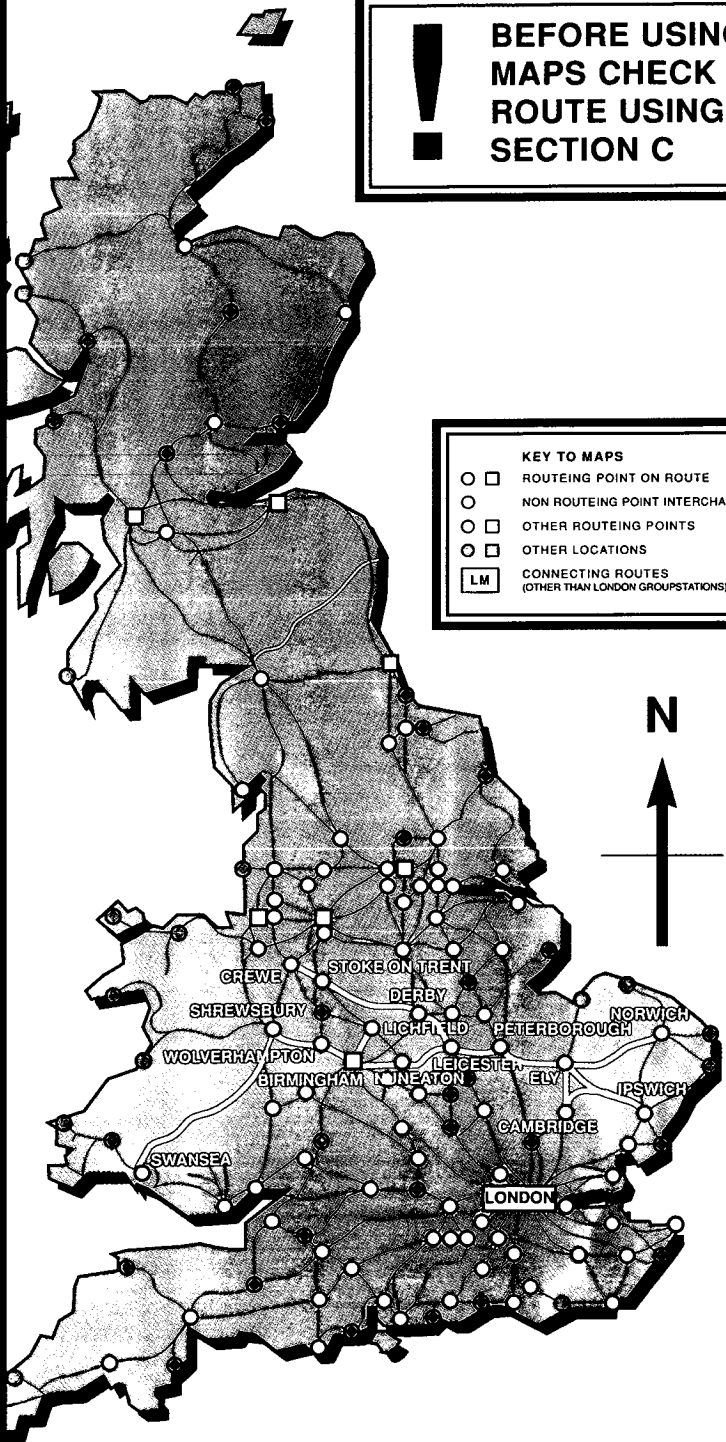 ! BEFORE USING
MAPS CHECK
ROUTE USING
SECTION C
KEY TO MAPS
ROUTEING POINT ON ROUTE
NON ROUTEING POINT INTERCHA
OTHER ROUTEING POINTS
OTHER LOCATIONS
LM CONNECTING ROUTES
(OTHER THAN LONDON GROUPSTATIONS)
N
CREWE
STOKE ON TRENT
DERBY
SHREWSBURY
LICHFIELD
PETERBOROUGH
NORWICH
WOLVERHAMPTON
LEICESTER
BIRMINGHAM
NUNEATON
ELY
IPSWICH
CAMBRIDGE
SWANSEA
LONDON